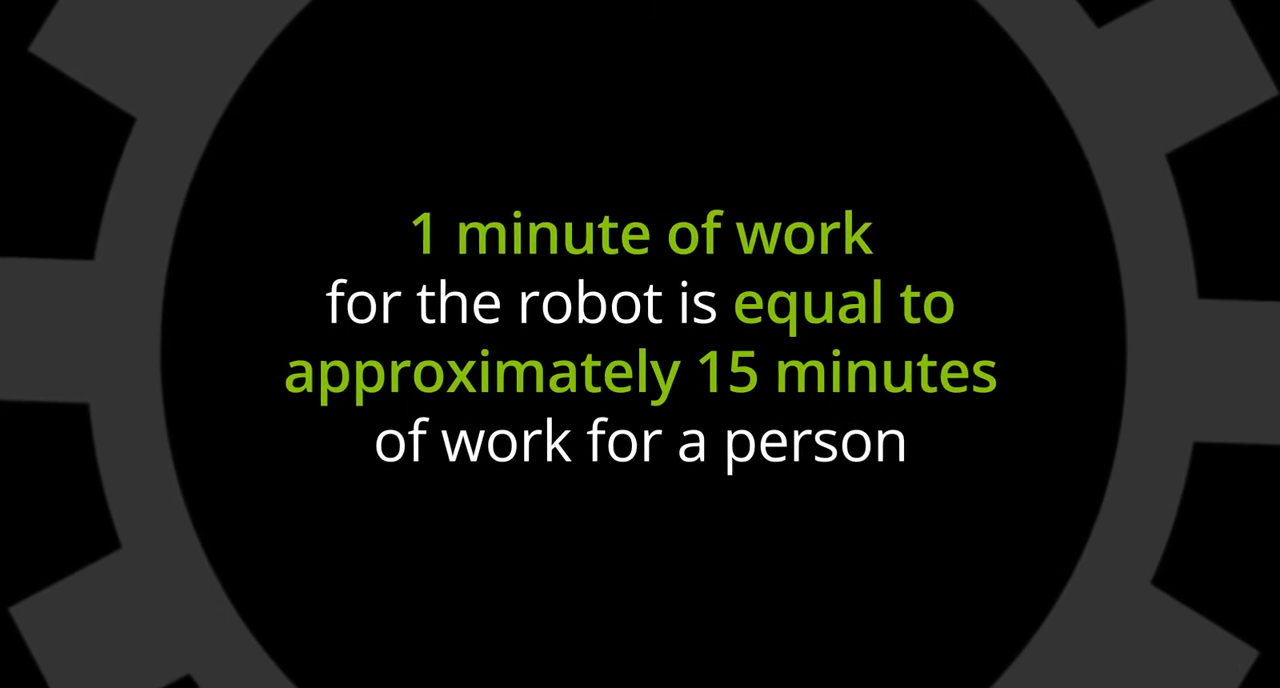 1 minute of work
for the robot is equal to
approximately 15 minutes
of work for a person